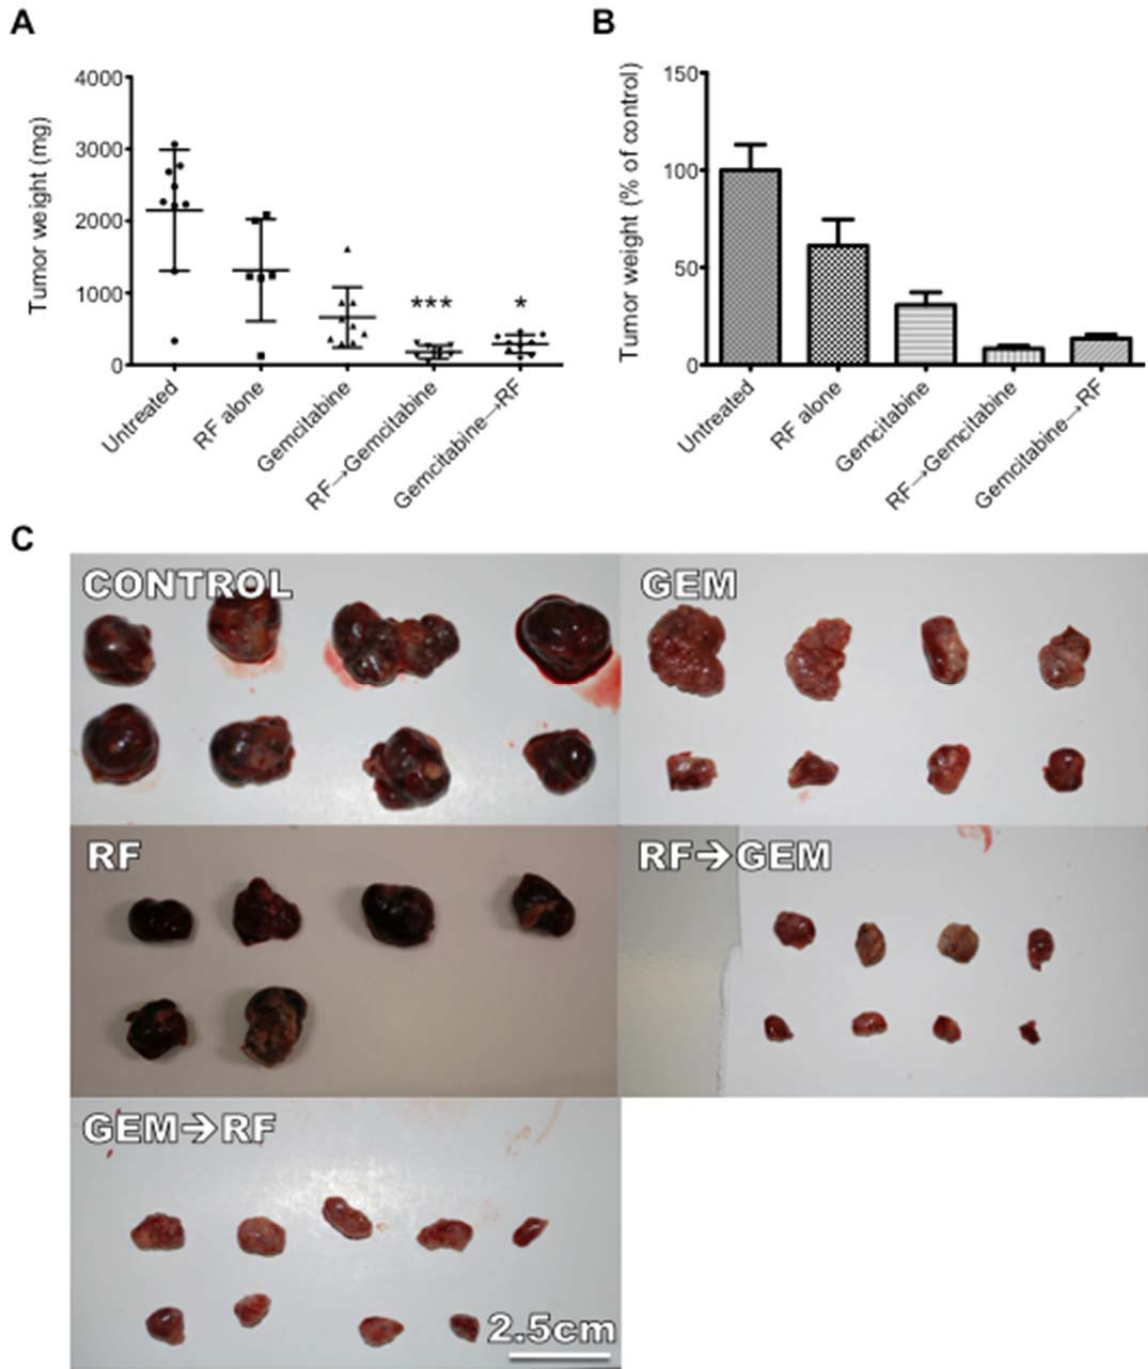 A
Tumor weight (mg)
4000
3000
2000
1000
0
***
*
Untreated
RF alone
Gemcitabine
RF→Gemcitabine
Gemcitabine→RF
B
Tumor weight (% of control)
150
100
50
0
Untreated
RF alone
Gemcitabine
RF→Gemcitabine
Gemcitabine→RF
C
CONTROL
GEM
RF
RF→GEM
GEM→RF
2.5cm